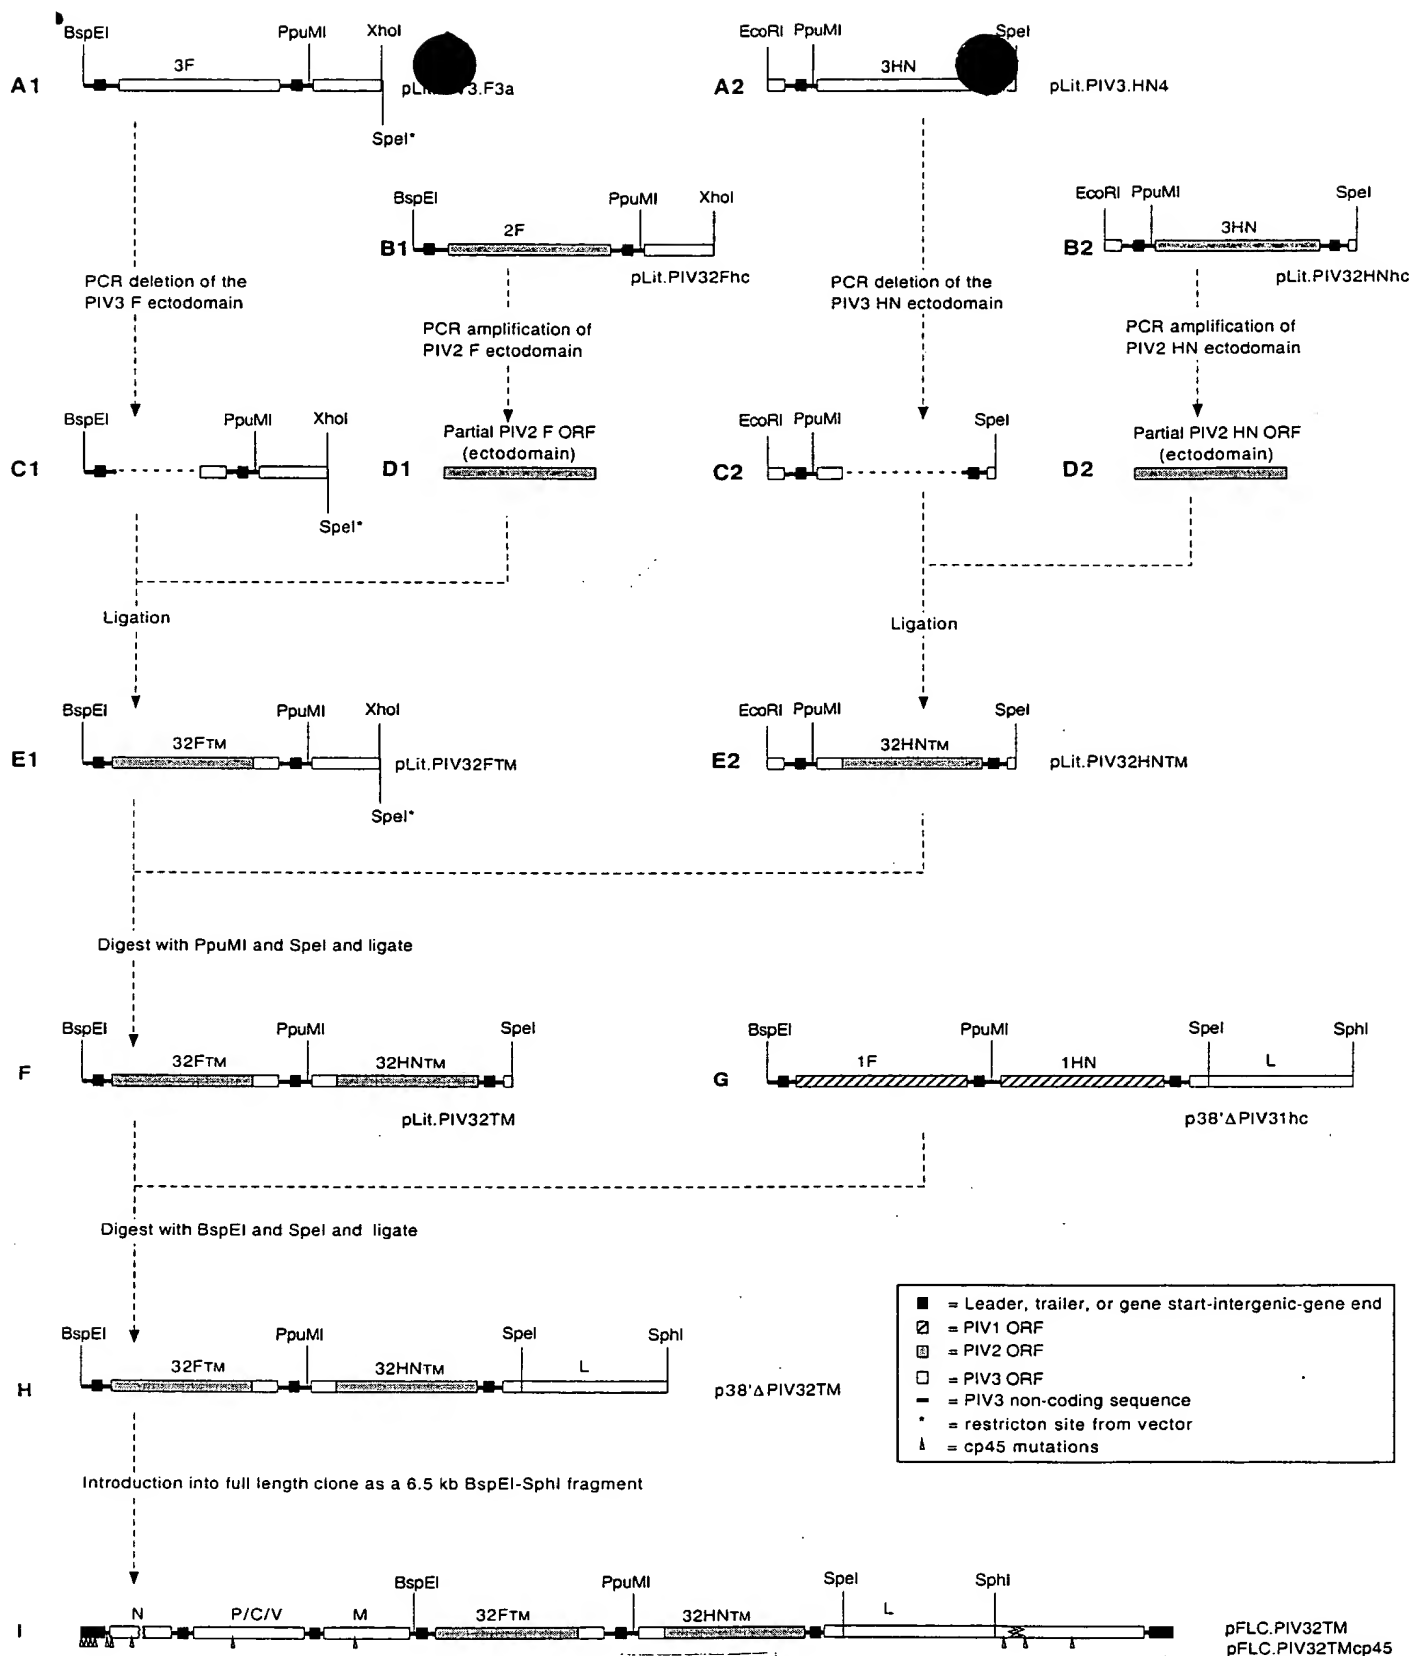 BspEI PpuMI XhoI
3F
A1
pLit.PIV3.F3a
SpeI*
EcoRI PpuMI SpeI
3HN
A2
pLit.PIV3.HN4
BspEI PpuMI XhoI
2F
B1
pLit.PIV32Fhc
EcoRI PpuMI SpeI
3HN
B2
pLit.PIV32HNhc
PCR deletion of the
PIV3 F ectodomain
PCR amplification of
PIV2 F ectodomain
PCR deletion of the
PIV3 HN ectodomain
PCR amplification of
PIV2 HN ectodomain
BspEI PpuMI XhoI
C1
SpeI*
Partial PIV2 F ORF
(ectodomain)
D1
EcoRI PpuMI SpeI
C2
Partial PIV2 HN ORF
(ectodomain)
D2
Ligation
Ligation
BspEI PpuMI XhoI
32FTM
E1
pLit.PIV32FTM
SpeI*
EcoRI PpuMI SpeI
32HNTM
E2
pLit.PIV32HNTM
Digest with PpuMI and SpeI and ligate
BspEI PpuMI SpeI
32FTM 32HNTM
F
pLit.PIV32TM
BspEI PpuMI SpeI SphI
1F 1HN L
G
p38'ΔPIV31hc
Digest with BspEI and SpeI and ligate
■ = Leader, trailer, or gene start-intergenic-gene end
= PIV1 ORF
= PIV2 ORF
= PIV3 ORF
= PIV3 non-coding sequence
* = restricton site from vector
= cp45 mutations
BspEI PpuMI SpeI SphI
32FTM 32HNTM L
H
p38'ΔPIV32TM
Introduction into full length clone as a 6.5 kb BspEI-SphI fragment
BspEI PpuMI SpeI SphI
N P/C/V M 32FTM 32HNTM L
I
pFLC.PIV32TM
pFLC.PIV32TMcp45